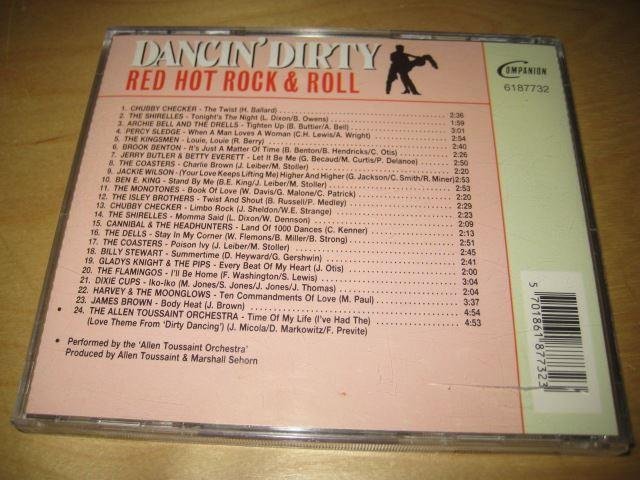 DANCIN' DIRTY
RED HOT ROCK & ROLL
COMPANION
6187732
1. CHUBBY CHECKER - The Twist (H. Ballard) 2:36
2. THE SHIRELLES - Tonight's The Night (L. Dixon/B. Owens) 1:59
3. ARCHIE BELL AND THE DRELLS - Tighten Up (B. Buttier/A. Bell) 3:01
4. PERCY SLEDGE - When A Man Loves A Woman (C.H. Lewis/A. Wright) 2:54
5. THE KINGSMEN - Louie, Louie (R. Berry)
6. BROOK BENTON - It's Just A Matter Of Time (B. Benton/B. Hendricks/C. Otis)
7. JERRY BUTLER & BETTY EVERETT - Let It Be Me (G. Becaud/M. Curtis/P. Delanoe) 2:50
8. THE COASTERS - Charlie Brown (J. Leiber/M. Stoller)
9. JACKIE WILSON - (Your Love Keeps Lifting Me) Higher And Higher (G. Jackson/C. Smith/R. Miner) 2:53
10. BEN E. KING - Stand By Me (B.E. King/J. Leiber/M. Stoller)
11. THE MONOTONES - Book Of Love (W. Davis/G. Malone/C. Patrick)
12. THE ISLEY BROTHERS - Twist And Shout (B. Russell/P. Medley) 2:29
13. CHUBBY CHECKER - Limbo Rock (J. Sheldon/W.E. Strange) 2:23
14. THE SHIRELLES - Momma Said (L. Dixon/W. Dennson) 2:09
15. CANNIBAL & THE HEADHUNTERS - Land Of 1000 Dances (C. Kenner) 2:13
16. THE DELLS - Stay In My Corner (W. Flemons/B. Miller/B. Strong)
17. THE COASTERS - Poison Ivy (J. Leiber/M. Stoller) 2:45
18. BILLY STEWART - Summertime (D. Heyward/G. Gershwin) 2:41
19. GLADYS KNIGHT & THE PIPS - Every Beat Of My Heart (J. Otis) 2:00
20. THE FLAMINGOS - I'll Be Home (F. Washington/S. Lewis) 3:04
21. DIXIE CUPS - Iko-Iko (M. Jones/S. Jones/J. Jones/J. Thomas) 2:04
22. HARVEY & THE MOONGLOWS - Ten Commandments Of Love (M. Paul) 3:37
23. JAMES BROWN - Body Heat (J. Brown) 4:54
• 24. THE ALLEN TOUSSAINT ORCHESTRA - Time Of My Life (I've Had The) 4:53
(Love Theme From 'Dirty Dancing') (J. Micola/D. Markowitz/F. Previte)
• Performed by the 'Allen Toussaint Orchestra'
Produced by Allen Toussaint & Marshall Sehorn
5 701861 877323